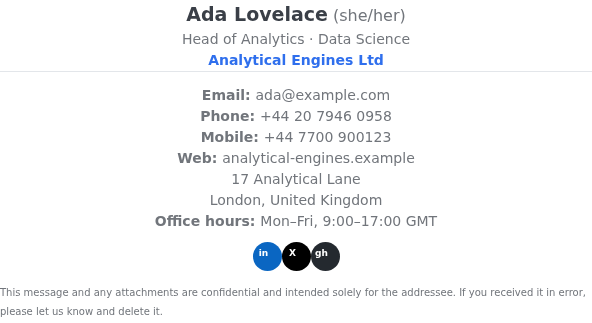 Ada Lovelace (she/her)
Head of Analytics · Data Science
Analytical Engines Ltd
Email: ada@example.com
Phone: +44 20 7946 0958
Mobile: +44 7700 900123
Web: analytical-engines.example
17 Analytical Lane
London, United Kingdom
Office hours: Mon–Fri, 9:00–17:00 GMT
in X gh
This message and any attachments are confidential and intended solely for the addressee. If you received it in error,
please let us know and delete it.